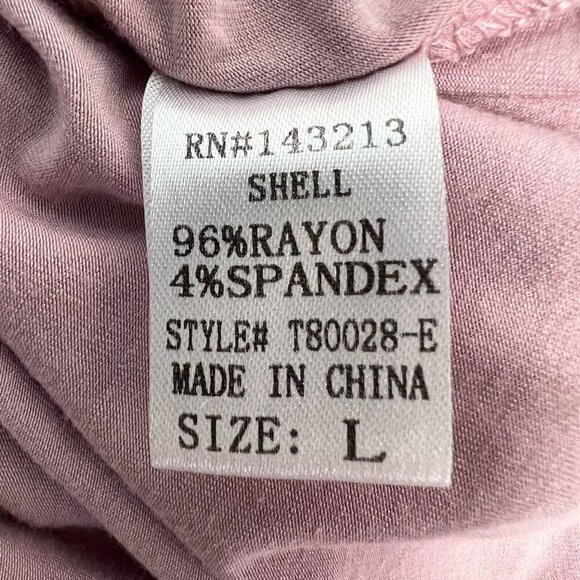 RN#143213
SHELL
96%RAYON
4%SPANDEX
STYLE# T80028-E
MADE IN CHINA
SIZE: L